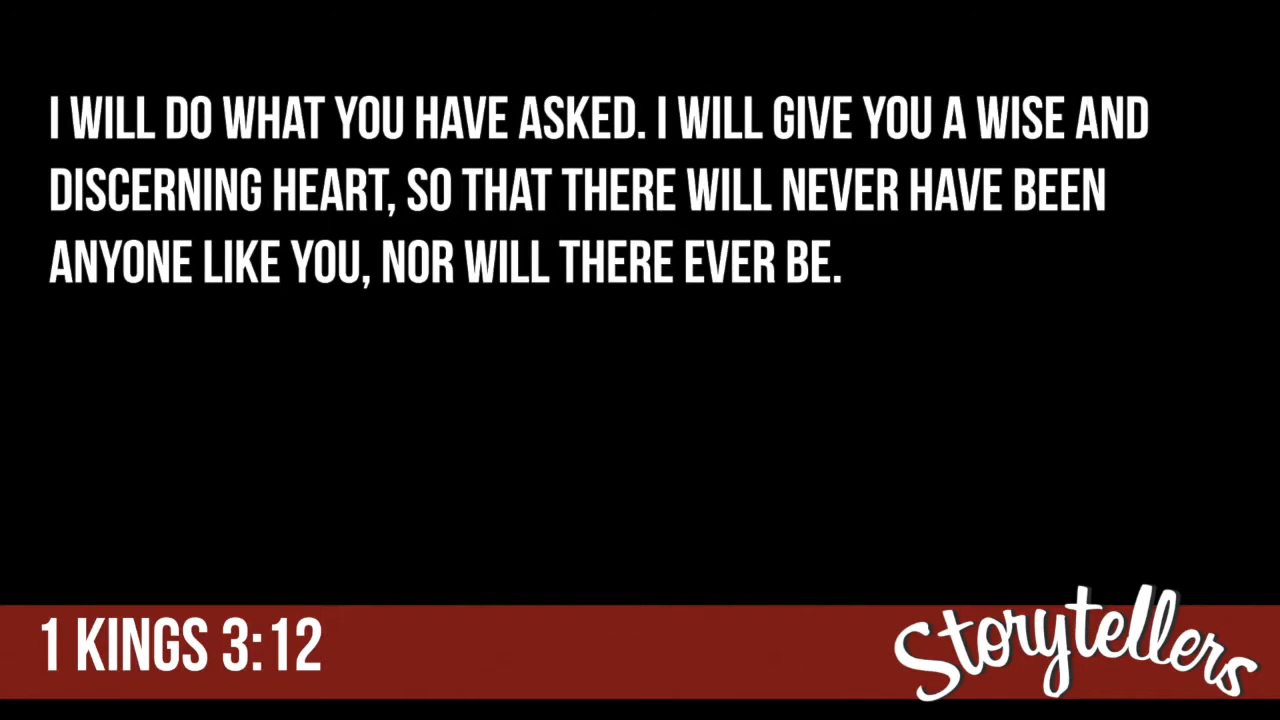 I WILL DO WHAT YOU HAVE ASKED. I WILL GIVE YOU A WISE AND
DISCERNING HEART, SO THAT THERE WILL NEVER HAVE BEEN
ANYONE LIKE YOU, NOR WILL THERE EVER BE.
1 KINGS 3:12
Storytellers